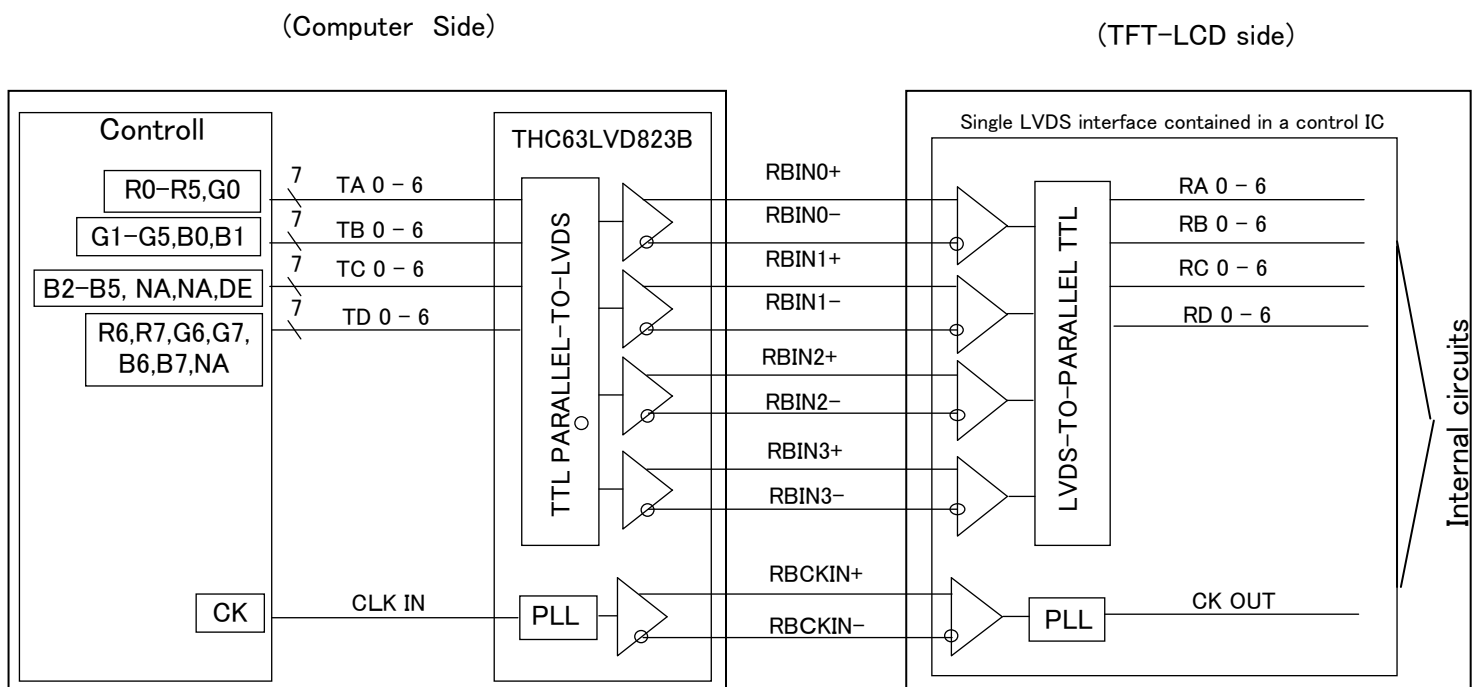 (Computer Side)
(TFT-LCD side)
Controll
THC63LVD823B
Single LVDS interface contained in a control IC
R0-R5,G0
7
TA 0 - 6
RBIN0+
RA 0 - 6
G1-G5,B0,B1
7
TB 0 - 6
RBIN0-
RB 0 - 6
B2-B5, NA,NA,DE
7
TC 0 - 6
RBIN1+
RC 0 - 6
R6,R7,G6,G7,
B6,B7,NA
7
TD 0 - 6
RBIN1-
RD 0 - 6
RBIN2+
RBIN2-
RBIN3+
RBIN3-
TTL PARALLEL-TO-LVDS
LVDS-TO-PARALLEL TTL
Internal circuits
CK
CLK IN
PLL
RBCKIN+
RBCKIN-
PLL
CK OUT